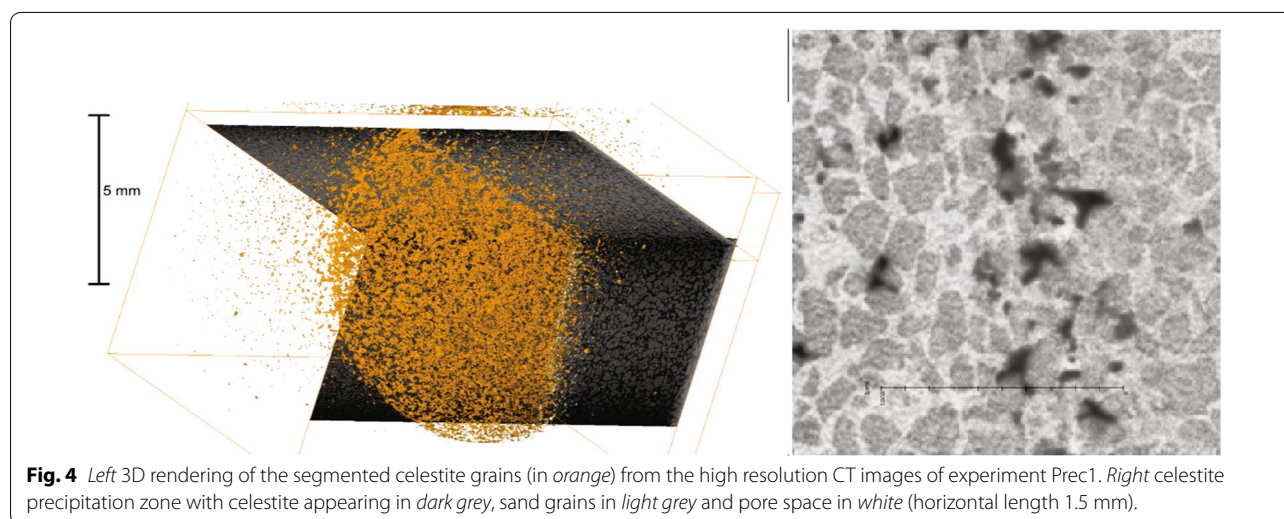 5 mm
Fig. 4 Left 3D rendering of the segmented celestite grains (in orange) from the high resolution CT images of experiment Prec1. Right celestite
precipitation zone with celestite appearing in dark grey, sand grains in light grey and pore space in white (horizontal length 1.5 mm).